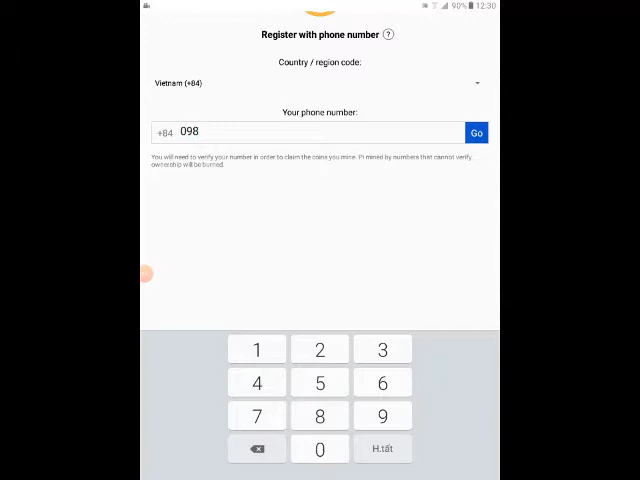 90% 12:30
Register with phone number ?
Country / region code:
Vietnam (+84)
Your phone number:
+84 098 Go
You will need to verify your number in order to claim the coins you mine. Pi mined by numbers that cannot verify
ownership will be burned.
1 2 3
4 5 6
7 8 9
0 H.tất